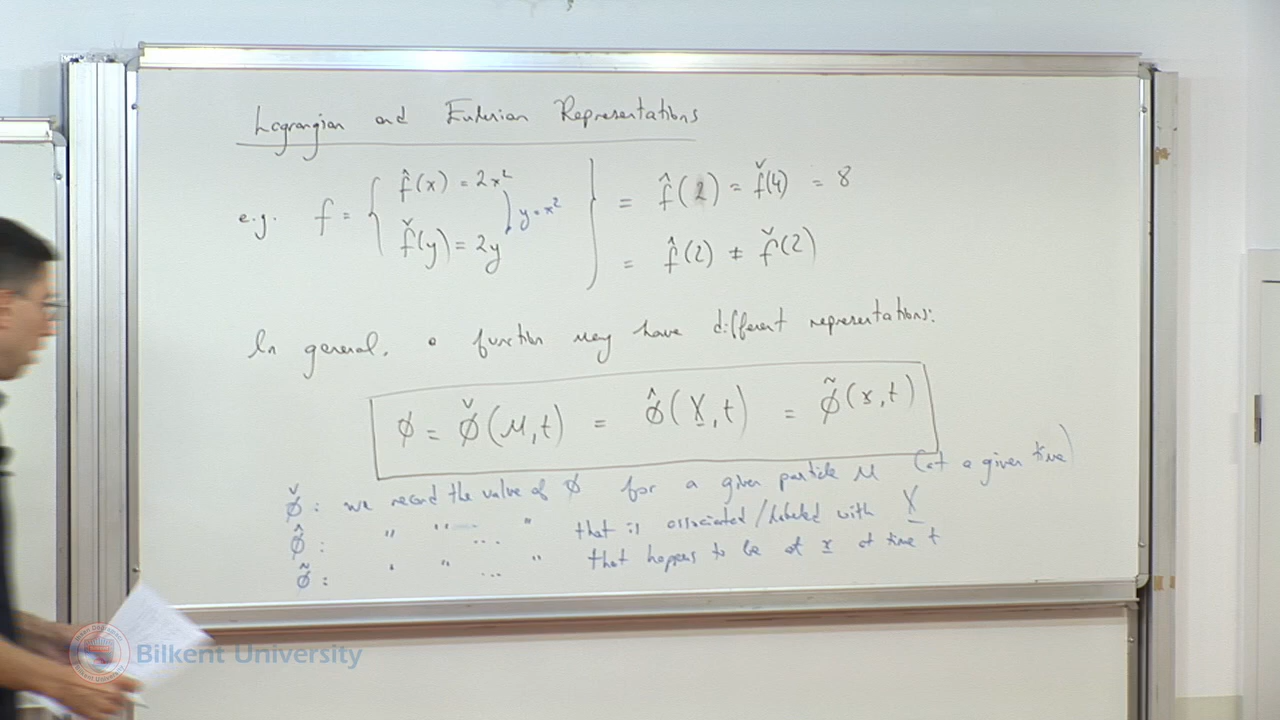 Lagrangian and Eulerian Representations
e.g. f = { f̂(x) = 2x² } = f̂(2) = f̌(4) = 8
y = x²
f̌(y) = 2y = f̂(2) ≠ f̌(2)
In general, a function may have different representations:
ϕ = ϕ̌(M,t) = ϕ̂(X,t) = ϕ̃(x,t)
ϕ̌ : we record the value of ϕ for a given particle M (at a given time)
ϕ̂ : " " ... " that is associated/labeled with X
ϕ̃ : " " ... " that happens to be at x at time t
Bilkent University